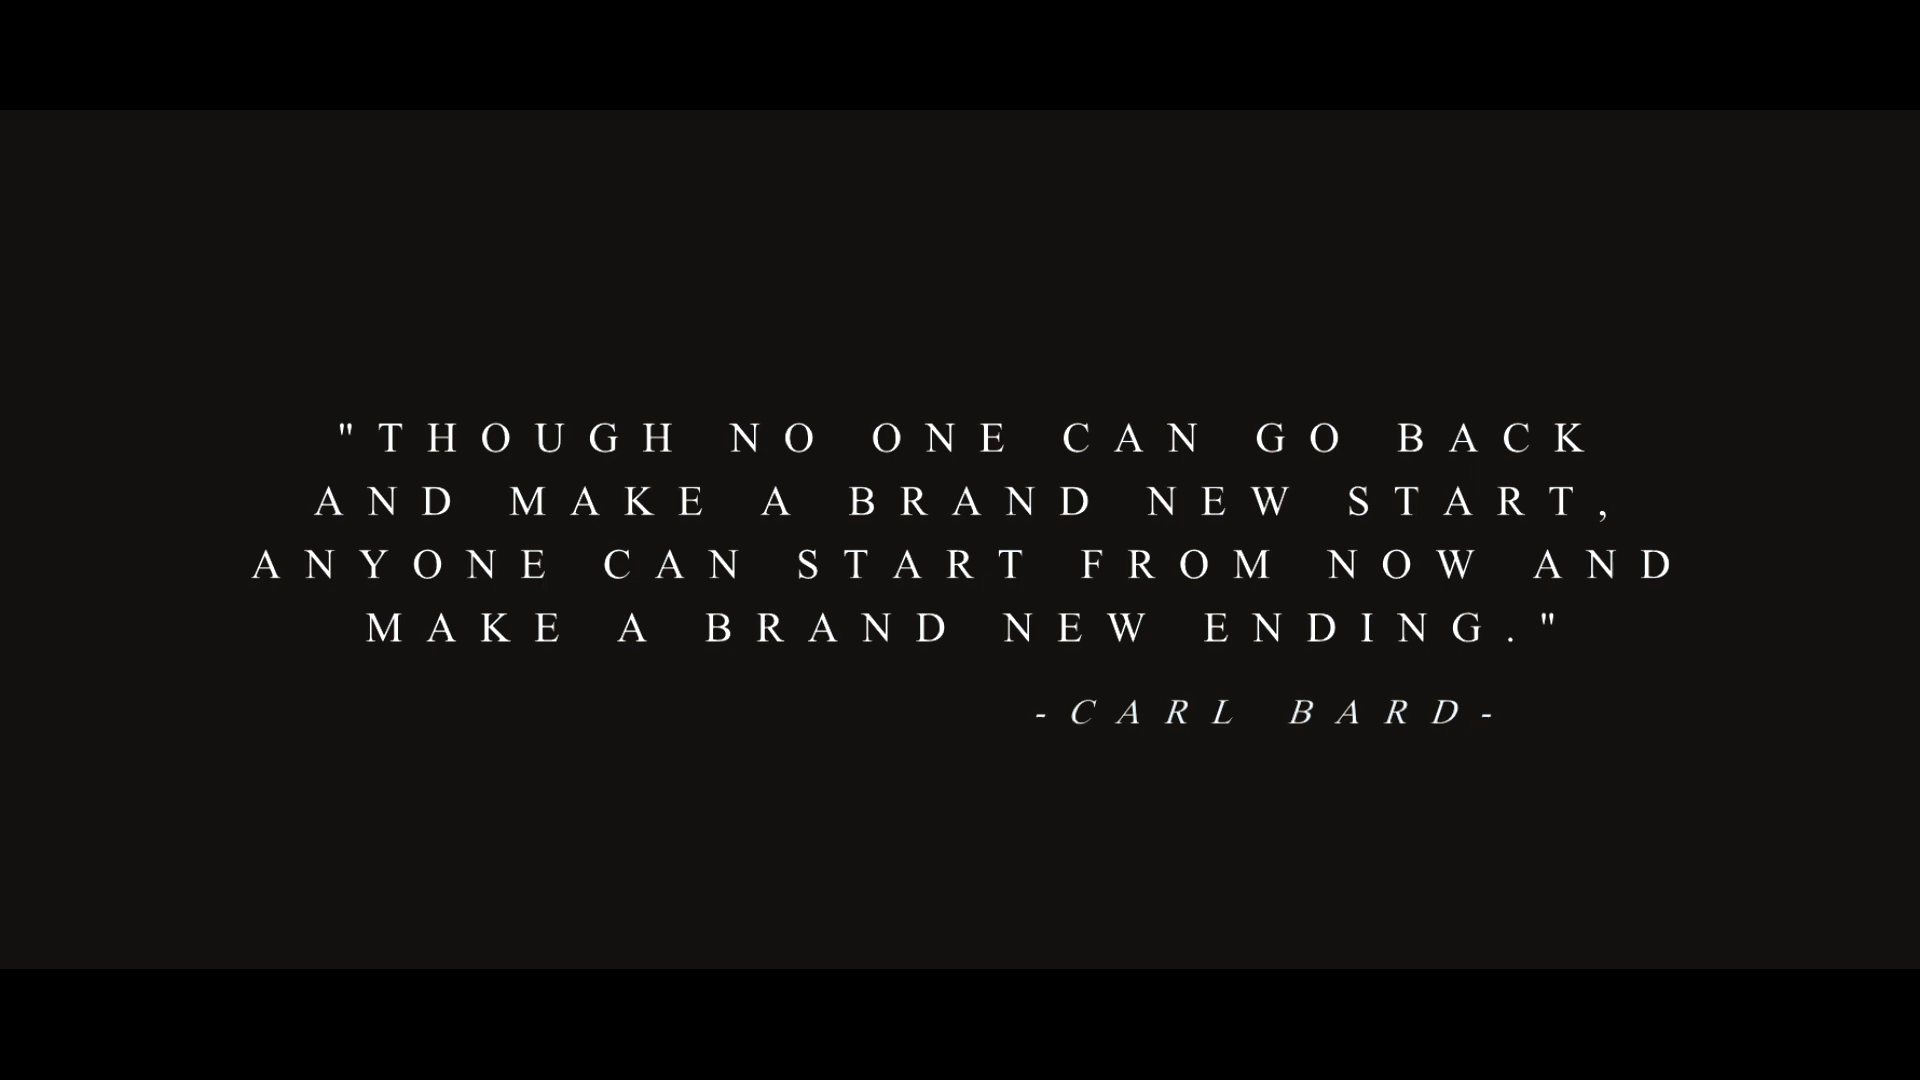 "THOUGH NO ONE CAN GO BACK
AND MAKE A BRAND NEW START,
ANYONE CAN START FROM NOW AND
MAKE A BRAND NEW ENDING."
-CARL BARD-